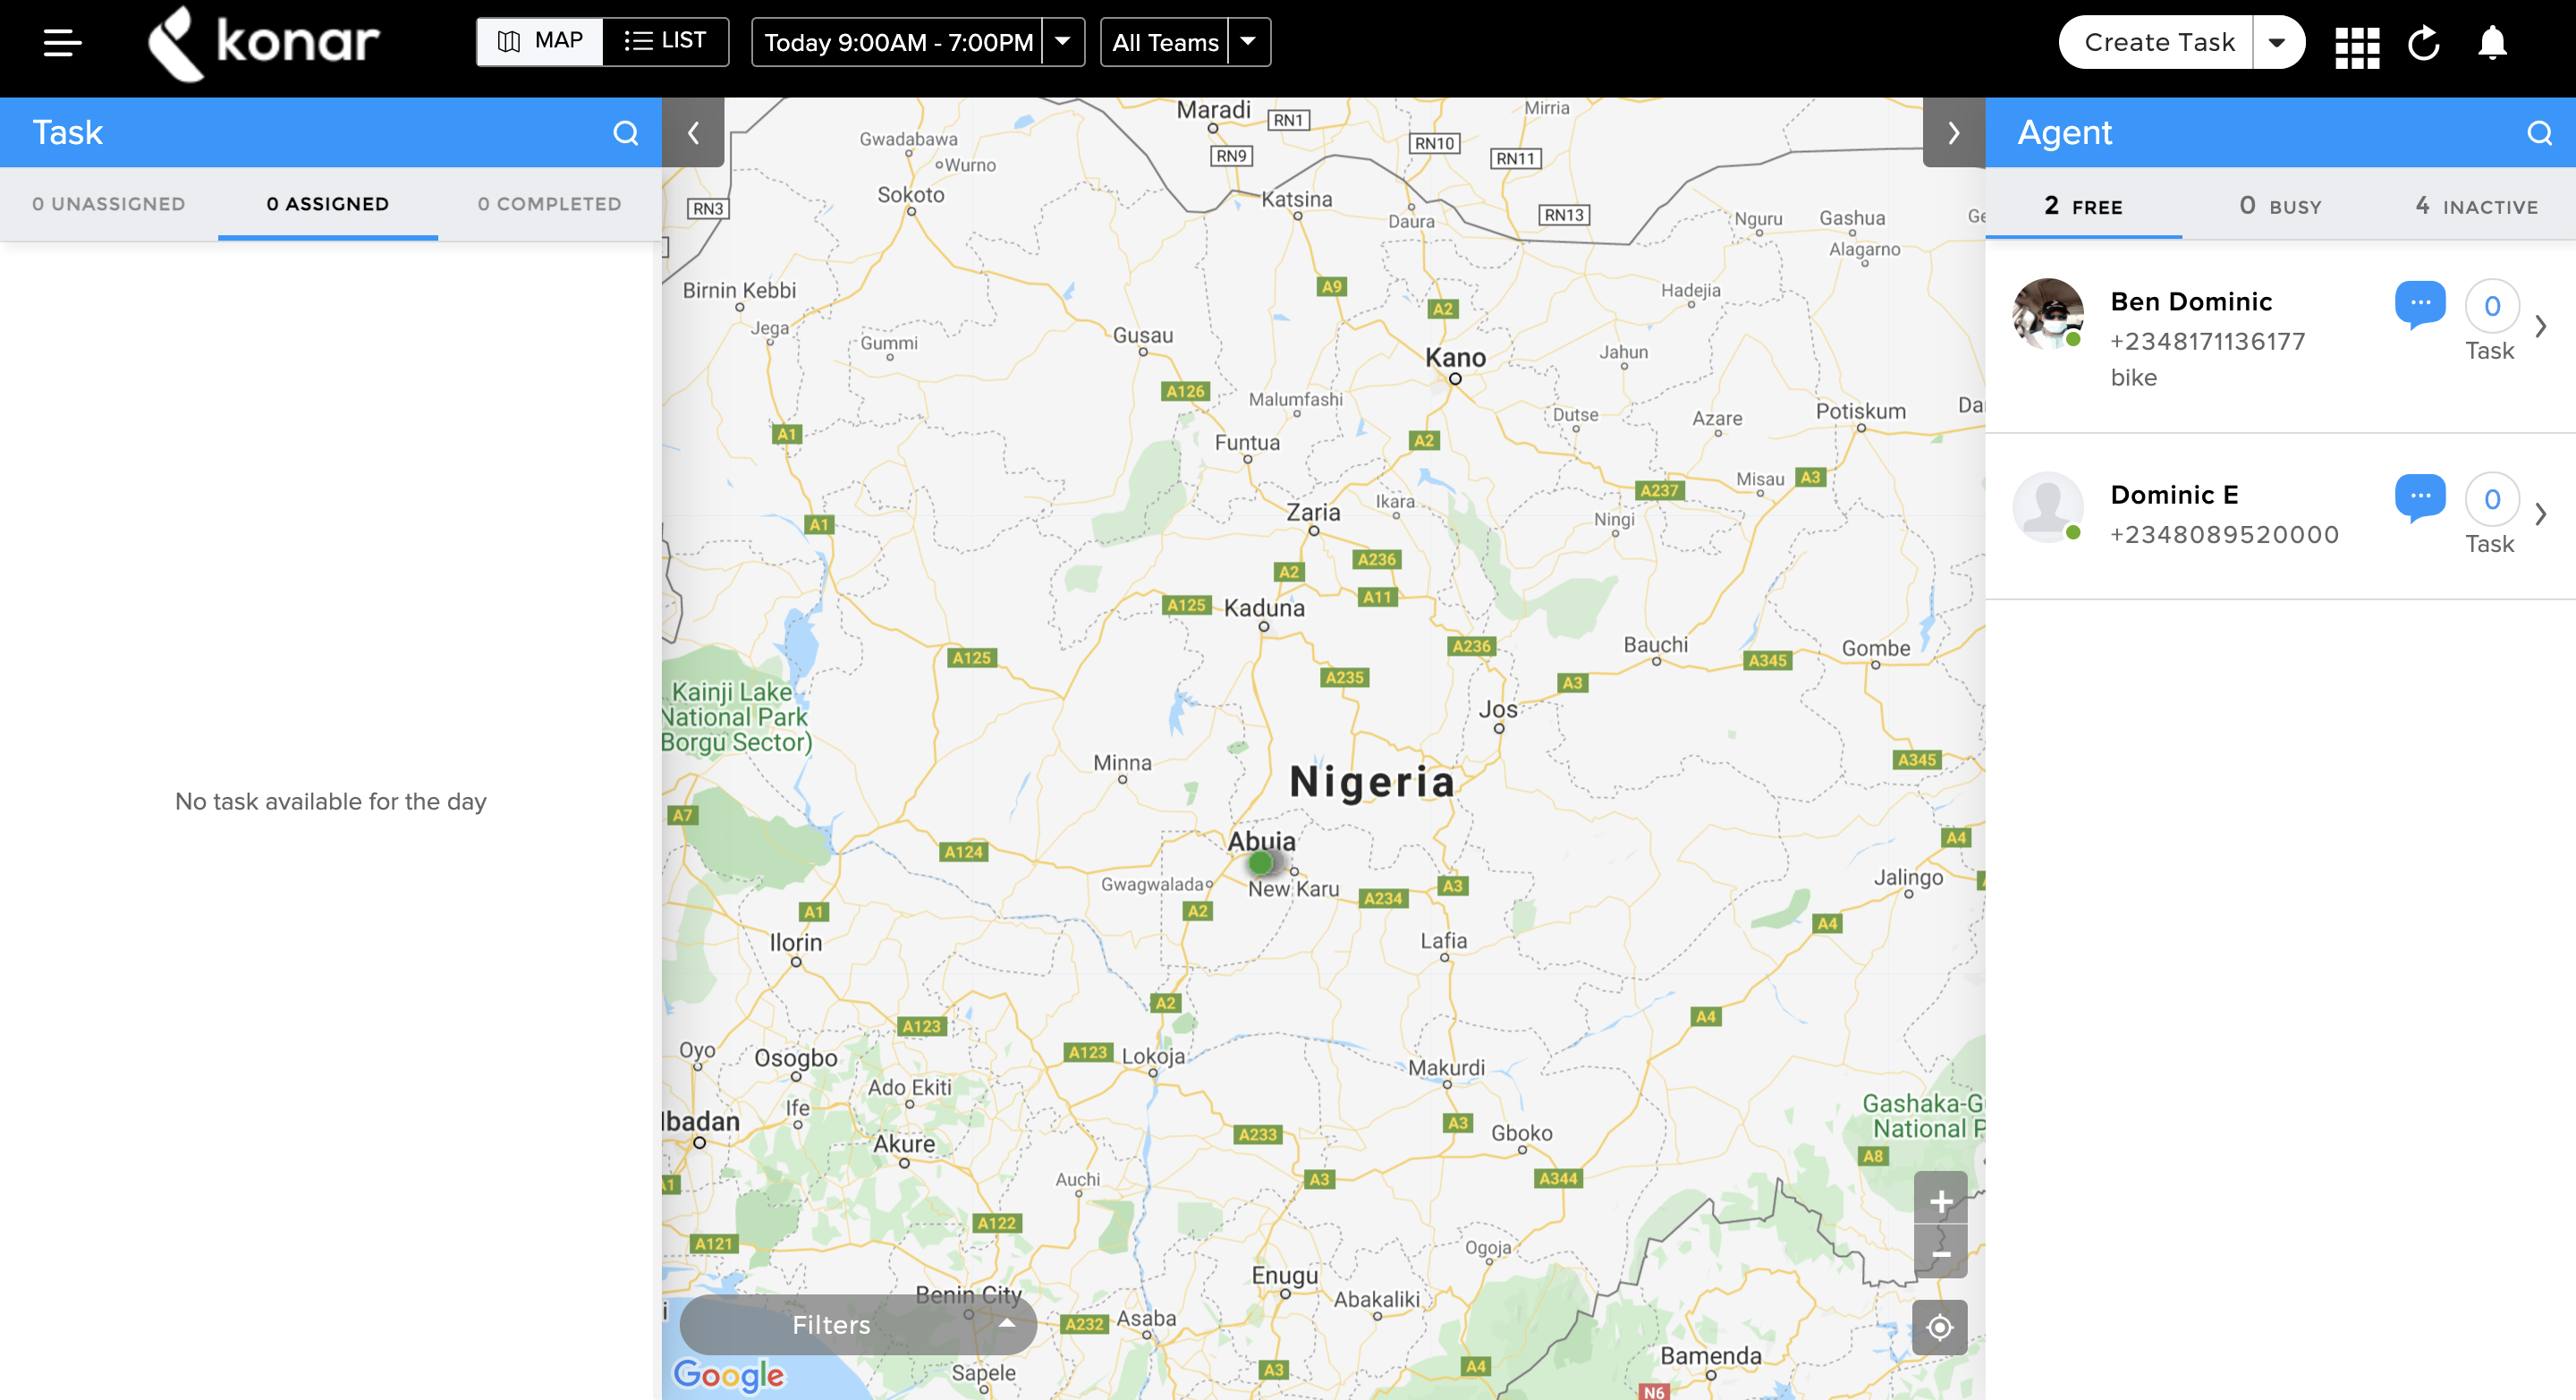 konar
MAP
LIST
Today 9:00AM - 7:00PM
All Teams
Create Task
Task
0 UNASSIGNED
0 ASSIGNED
0 COMPLETED
No task available for the day
Maradi
Mirria
RN1
RN9
RN10
RN11
Gwadabawa
Wurno
Sokoto
RN3
Katsina
Daura
RN13
Nguru
Gashua
Alagarno
Birnin Kebbi
Jega
A9
A2
Hadejia
Gusau
Gummi
Kano
Jahun
A126
Malumfashi
Dutse
Azare
Potiskum
A1
Funtua
A2
Misau
A3
A237
Zaria
Ikara
Ningi
A1
A236
A2
A125
Kaduna
A11
A236
Bauchi
A345
Gombe
A125
A235
A3
Kainji Lake
National Park
Borgu Sector)
Jos
Minna
Nigeria
A345
A7
Abuja
A124
A4
Gwagwalada
New Karu
A234
A3
Jalingo
A1
A2
A4
Ilorin
Lafia
A2
A123
A4
Oyo
Osogbo
A123
Lokoja
Makurdi
Ado Ekiti
Ife
Ibadan
Akure
A233
A3
Gboko
Gashaka-G
National P
A8
A1
Auchi
A3
A344
A122
A121
Ogoja
Enugu
Benin City
Abakaliki
Asaba
A232
Filters
Google
Sapele
A3
A4
Bamenda
N6
Agent
2 FREE
0 BUSY
4 INACTIVE
Ben Dominic
+2348171136177
bike
0
Task
Dominic E
+2348089520000
0
Task